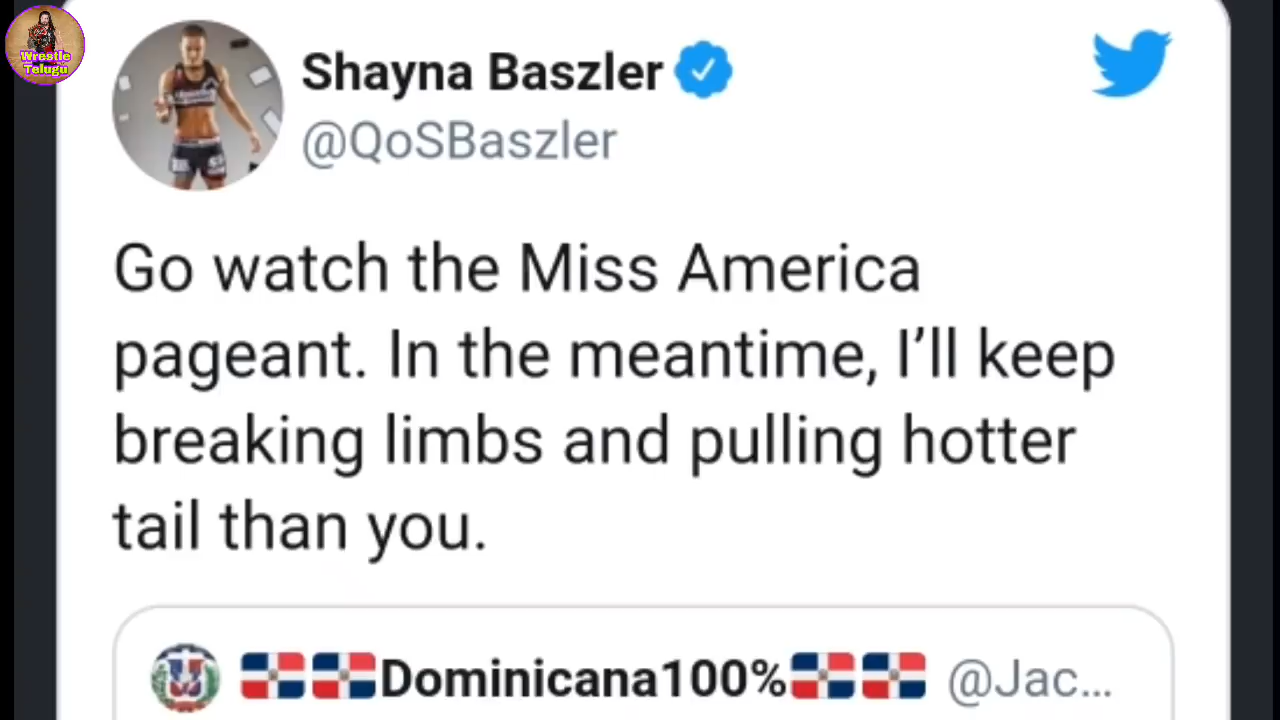 Wrestle
Telugu
Shayna Baszler
@QoSBaszler
Go watch the Miss America
pageant. In the meantime, I’ll keep
breaking limbs and pulling hotter
tail than you.
🇩🇴🇩🇴Dominicana100%🇩🇴🇩🇴 @Jac...